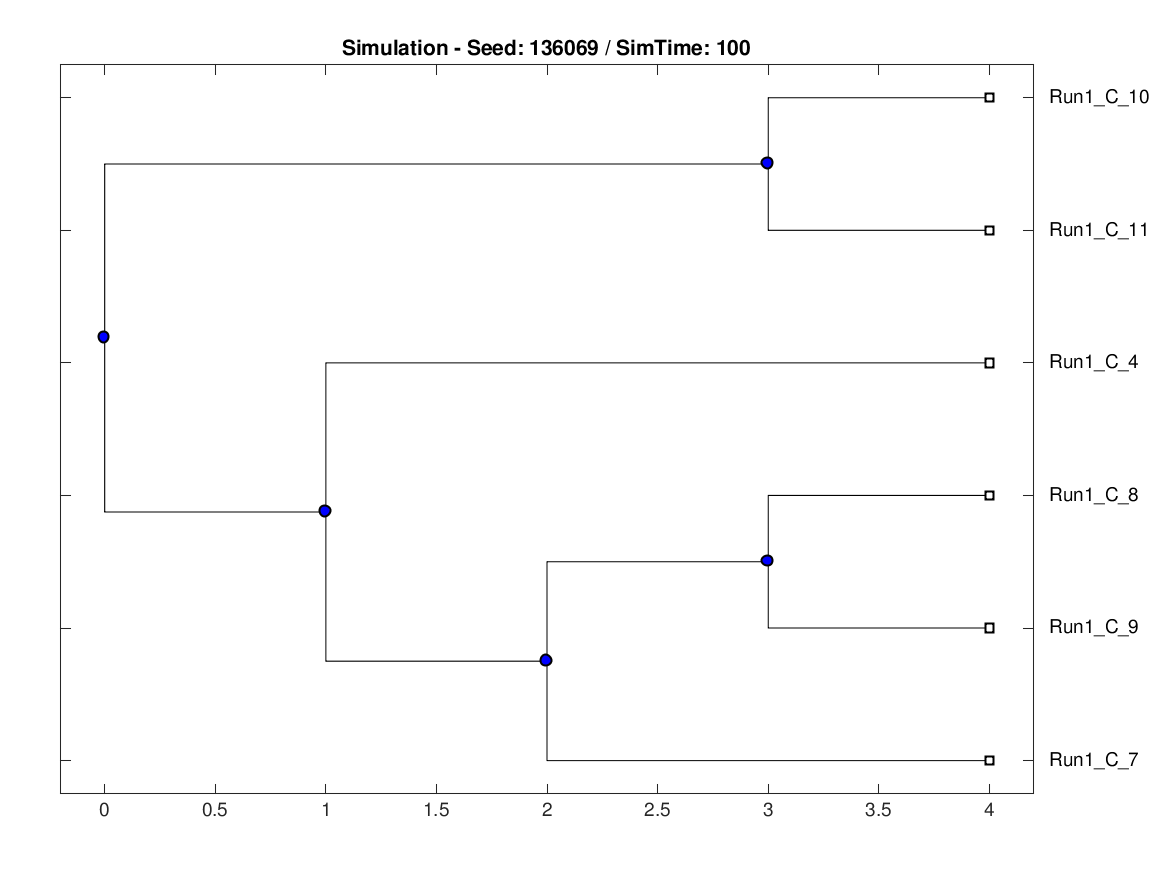 Simulation - Seed: 136069 / SimTime: 100
Run1_C_10
Run1_C_11
Run1_C_4
Run1_C_8
Run1_C_9
Run1_C_7
0 0.5 1 1.5 2 2.5 3 3.5 4